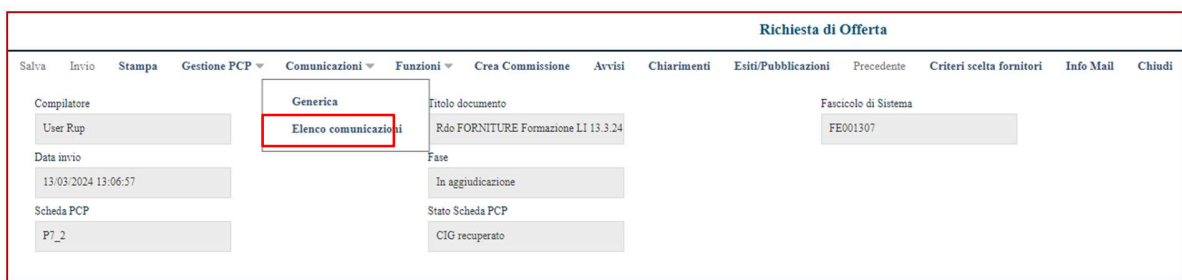 Richiesta di Offerta
Salva Invio Stampa Gestione PCP Comunicazioni Funzioni Crea Commissione Avvisi Chiarimenti Esiti/Pubblicazioni Precedente Criteri scelta fornitori Info Mail Chiudi
Generica
Elenco comunicazioni
Compilatore Titolo documento Fascicolo di Sistema
User Rup Rdo FORNITURE Formazione LI 13.3.24 FE001307
Data invio Fase
13/03/2024 13:06:57 In aggiudicazione
Scheda PCP Stato Scheda PCP
P7_2 CIG recuperato